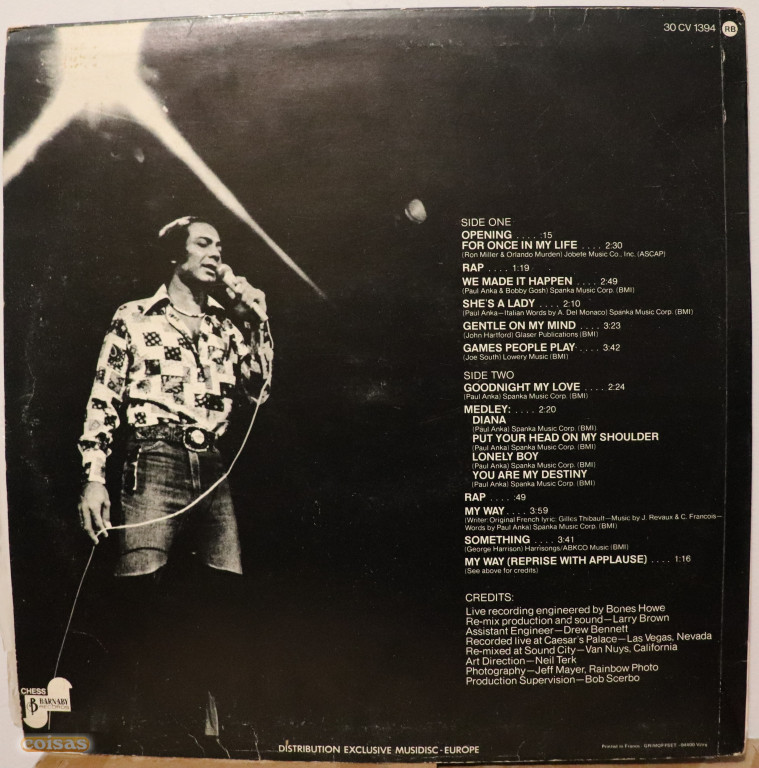 30 CV 1394 RB
SIDE ONE
OPENING . . . . :15
FOR ONCE IN MY LIFE . . . . 2:30
(Ron Miller & Orlando Murden) Jobete Music Co., Inc. (ASCAP)
RAP . . . . 1:19
WE MADE IT HAPPEN . . . . 2:49
(Paul Anka & Bobby Gosh) Spanka Music Corp. (BMI)
SHE'S A LADY . . . . 2:10
(Paul Anka—Italian Words by A. Del Monaco) Spanka Music Corp. (BMI)
GENTLE ON MY MIND . . . . 3:23
(John Hartford) Glaser Publications (BMI)
GAMES PEOPLE PLAY . . . . 3:42
(Joe South) Lowery Music (BMI)
SIDE TWO
GOODNIGHT MY LOVE . . . . 2:24
(Paul Anka) Spanka Music Corp. (BMI)
MEDLEY: . . . . 2:20
DIANA
(Paul Anka) Spanka Music Corp. (BMI)
PUT YOUR HEAD ON MY SHOULDER
(Paul Anka) Spanka Music Corp. (BMI)
LONELY BOY
(Paul Anka) Spanka Music Corp. (BMI)
YOU ARE MY DESTINY
(Paul Anka) Spanka Music Corp. (BMI)
RAP . . . . :49
MY WAY . . . . 3:59
(Writer: Original French lyric: Gilles Thibault—Music by J. Revaux & C. Francois—
Words by Paul Anka) Spanka Music Corp. (BMI)
SOMETHING . . . . 3:41
(George Harrison) Harrisongs/ABKCO Music (BMI)
MY WAY (REPRISE WITH APPLAUSE) . . . . 1:16
(See above for credits)
CREDITS:
Live recording engineered by Bones Howe
Re-mix production and sound—Larry Brown
Assistant Engineer—Drew Bennett
Recorded live at Caesar's Palace—Las Vegas, Nevada
Re-mixed at Sound City—Van Nuys, California
Art Direction—Neil Terk
Photography—Jeff Mayer, Rainbow Photo
Production Supervision—Bob Scerbo
CHESS
BARNABY
RECORDS
coisas
DISTRIBUTION EXCLUSIVE MUSIDISC - EUROPE
Printed in France